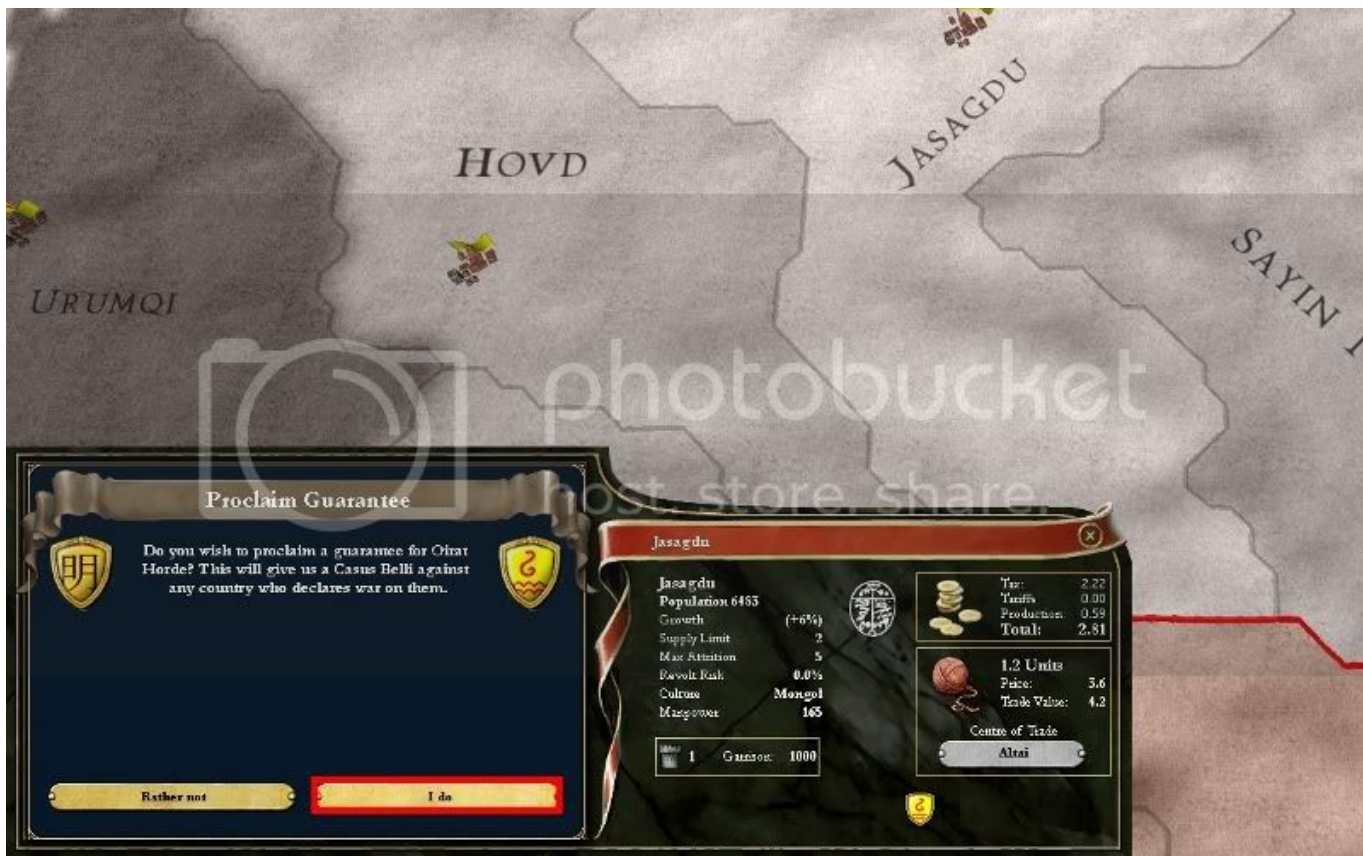 HOVD
JASAGDU
SAYIN
URUMQI
photobucket
host. store. share.
Proclaim Guarantee
Do you wish to proclaim a guarantee for Oirat
Horde? This will give us a Casus Belli against
any country who declares war on them.
明
Rather not
I do
Jasagdu
Jasagdu
Population 6483
Growth (+6%)
Supply Limit 2
Max Attrition 5
Revolt Risk 0.0%
Culture Mongol
Manpower 165
1 Garrison: 1000
Tax: 2.22
Tariffs 0.00
Production: 0.59
Total: 2.81
1.2 Units
Price: 3.6
Trade Value: 4.2
Centre of Trade
Altai